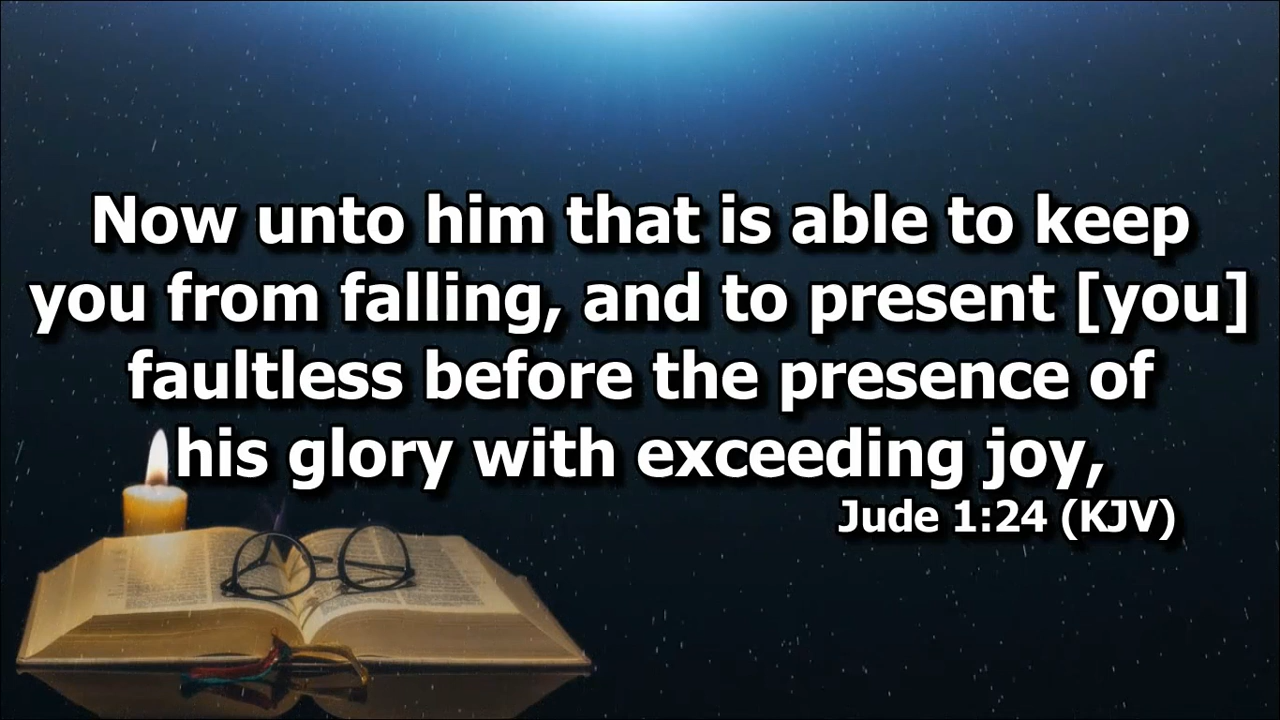 Now unto him that is able to keep
you from falling, and to present [you]
faultless before the presence of
his glory with exceeding joy,
Jude 1:24 (KJV)